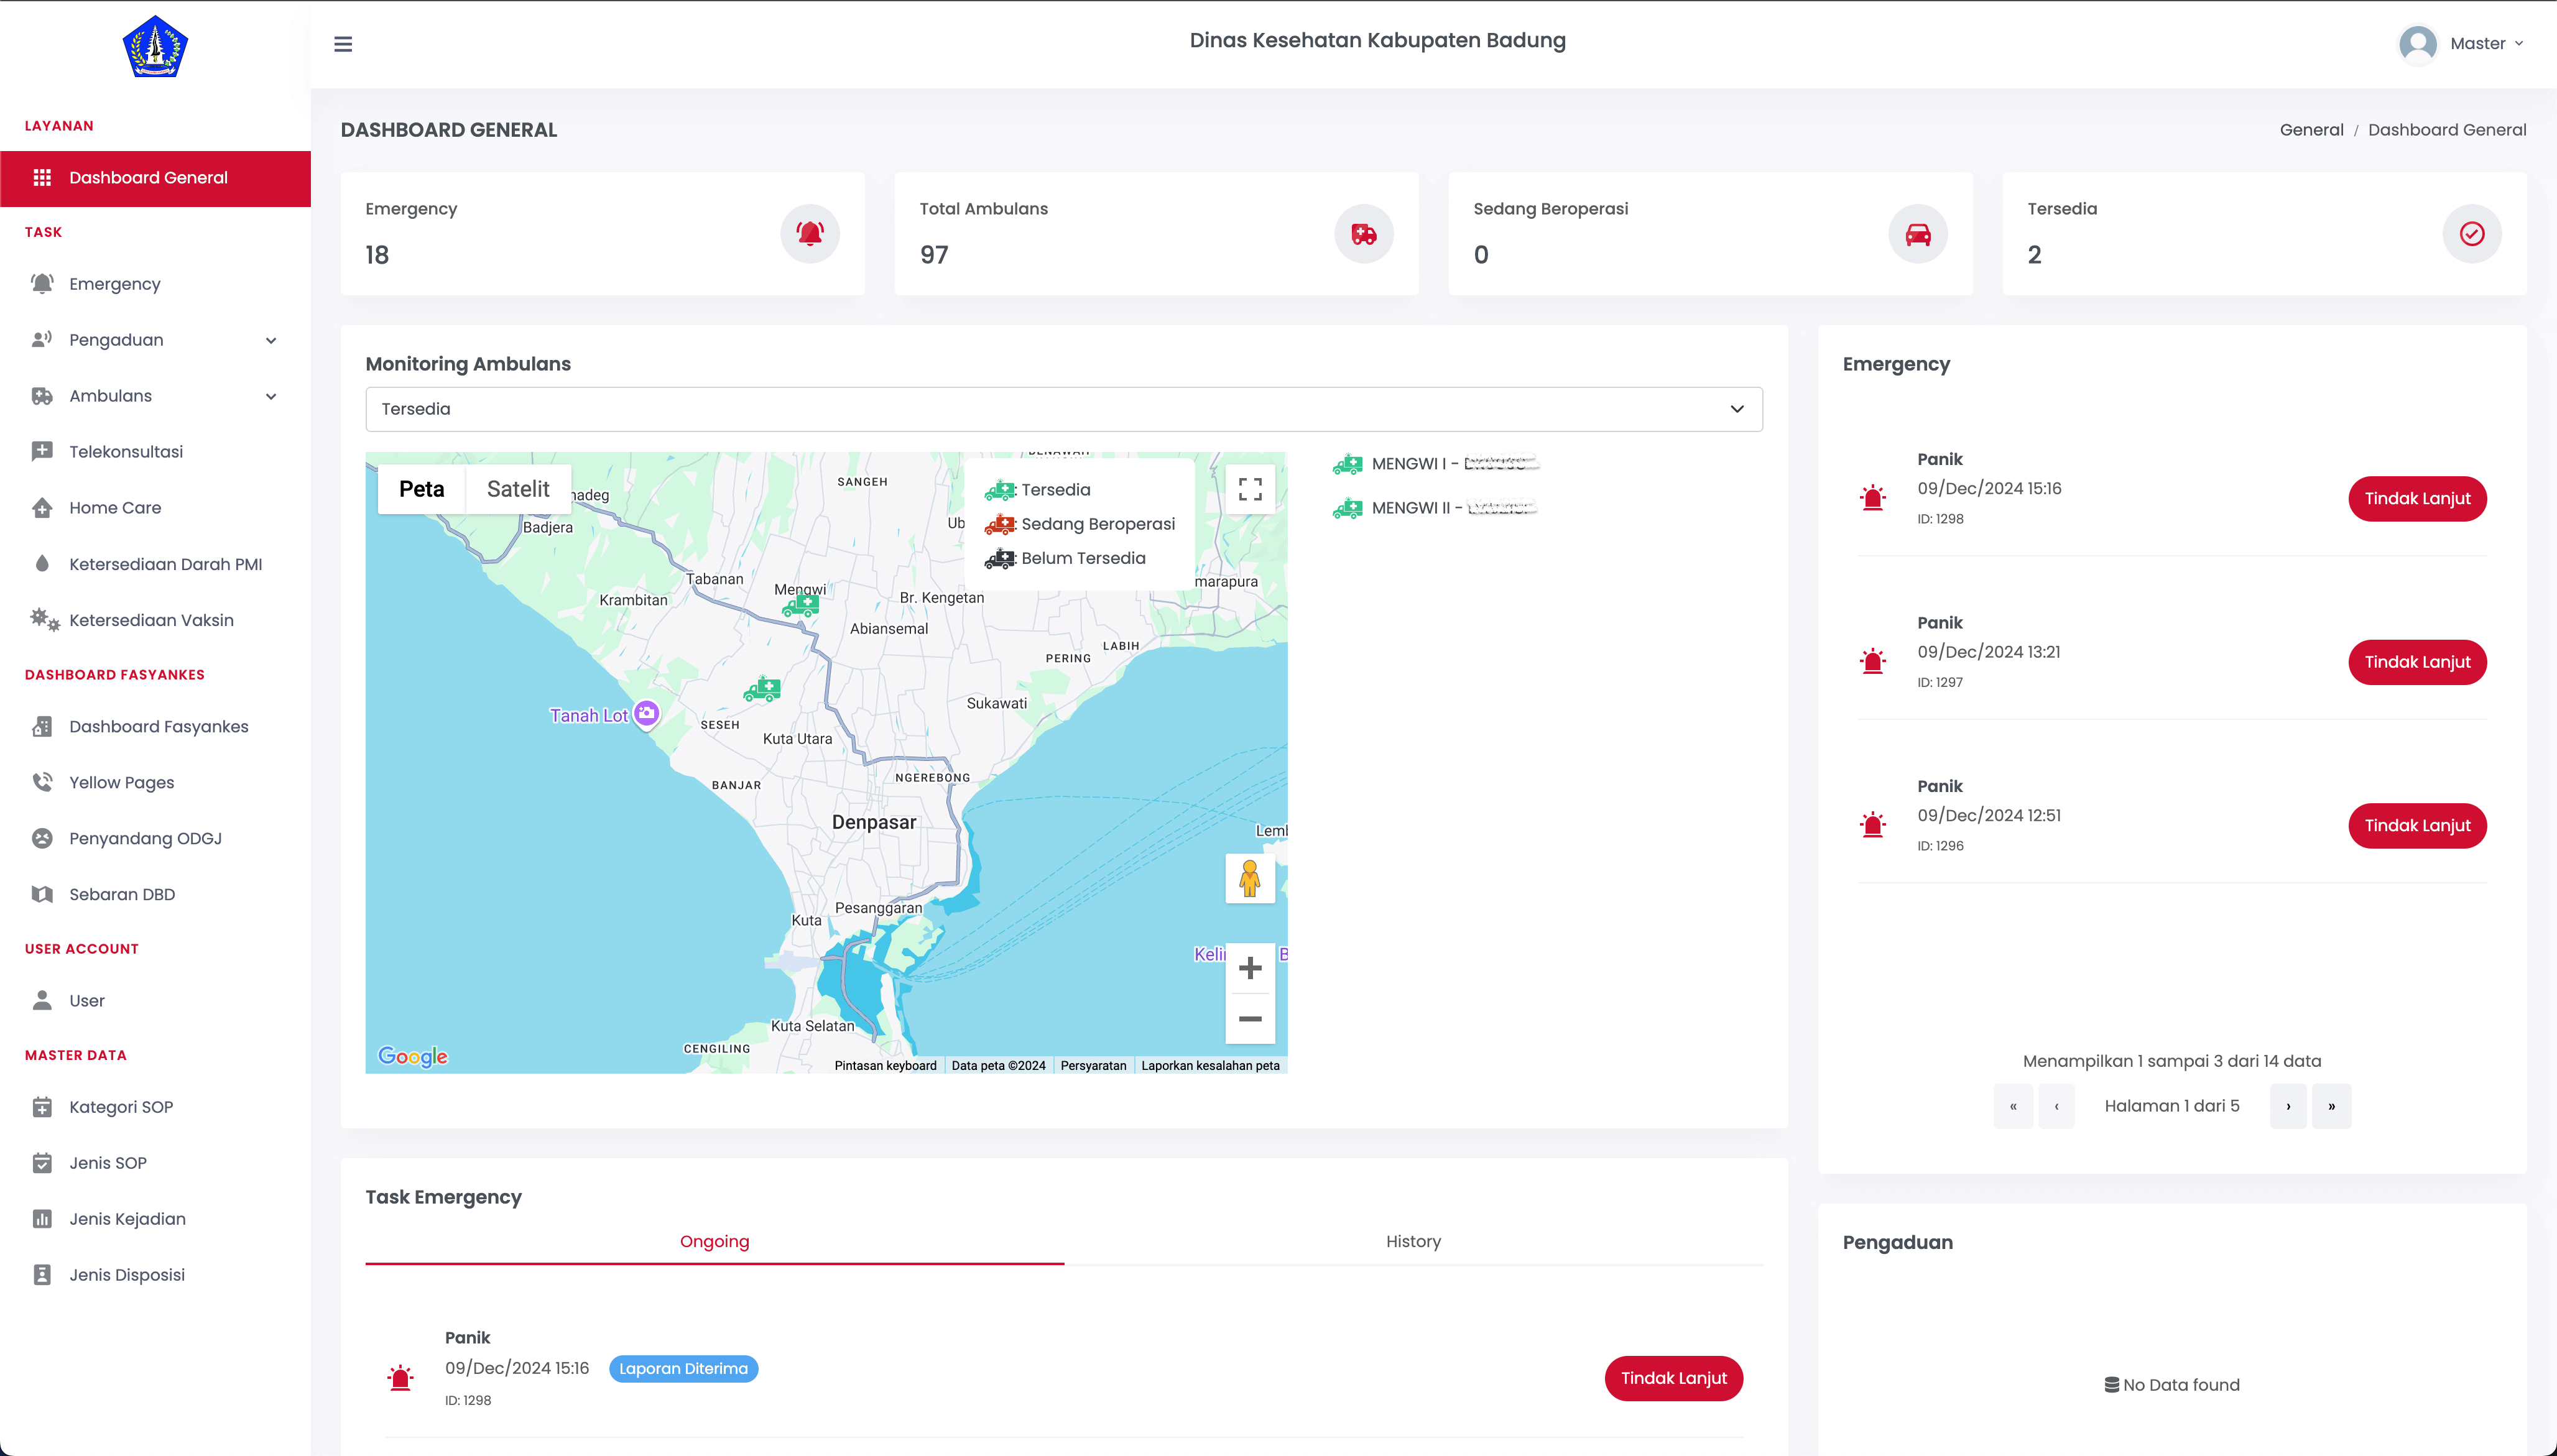 Dinas Kesehatan Kabupaten Badung
Master
LAYANAN
Dashboard General
TASK
Emergency
Pengaduan
Ambulans
Telekonsultasi
Home Care
Ketersediaan Darah PMI
Ketersediaan Vaksin
DASHBOARD FASYANKES
Dashboard Fasyankes
Yellow Pages
Penyandang ODGJ
Sebaran DBD
USER ACCOUNT
User
MASTER DATA
Kategori SOP
Jenis SOP
Jenis Kejadian
Jenis Disposisi
DASHBOARD GENERAL
General / Dashboard General
Emergency
18
Total Ambulans
97
Sedang Beroperasi
0
Tersedia
2
Monitoring Ambulans
Tersedia
Peta
Satelit
: Tersedia
: Sedang Beroperasi
: Belum Tersedia
SANGEH
Badjera
Tabanan
Mengwi
Krambitan
Br. Kengetan
marapura
Abiansemal
LABIH
PERING
Sukawati
Tanah Lot
SESEH
Kuta Utara
BANJAR
NGEREBONG
Denpasar
Pesanggaran
Kuta
Kuta Selatan
CENGILING
Google
Pintasan keyboard
Data peta ©2024
Persyaratan
Laporkan kesalahan peta
MENGWI I -
MENGWI II -
Task Emergency
Ongoing
History
Panik
09/Dec/2024 15:16
Laporan Diterima
ID: 1298
Tindak Lanjut
Emergency
Panik
09/Dec/2024 15:16
ID: 1298
Tindak Lanjut
Panik
09/Dec/2024 13:21
ID: 1297
Tindak Lanjut
Panik
09/Dec/2024 12:51
ID: 1296
Tindak Lanjut
Menampilkan 1 sampai 3 dari 14 data
« ‹ Halaman 1 dari 5 › »
Pengaduan
No Data found